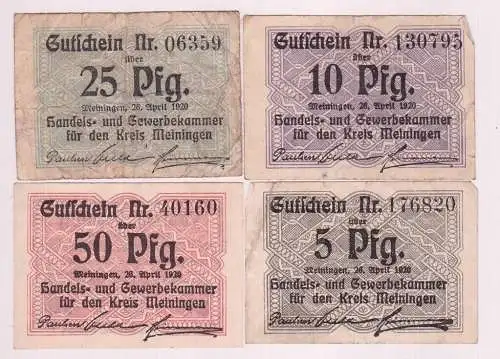 Gutschein Nr. 06359
über
25 Pfg.
Meiningen, 26. April 1920
Handels- und Gewerbekammer
für den Kreis Meiningen
Gutschein Nr. 130795
über
10 Pfg.
Meiningen, 26. April 1920
Handels- und Gewerbekammer
für den Kreis Meiningen
Gutschein Nr. 40160
über
50 Pfg.
Meiningen, 26. April 1920
Handels- und Gewerbekammer
für den Kreis Meiningen
Gutschein Nr. 176820
über
5 Pfg.
Meiningen, 26. April 1920
Handels- und Gewerbekammer
für den Kreis Meiningen